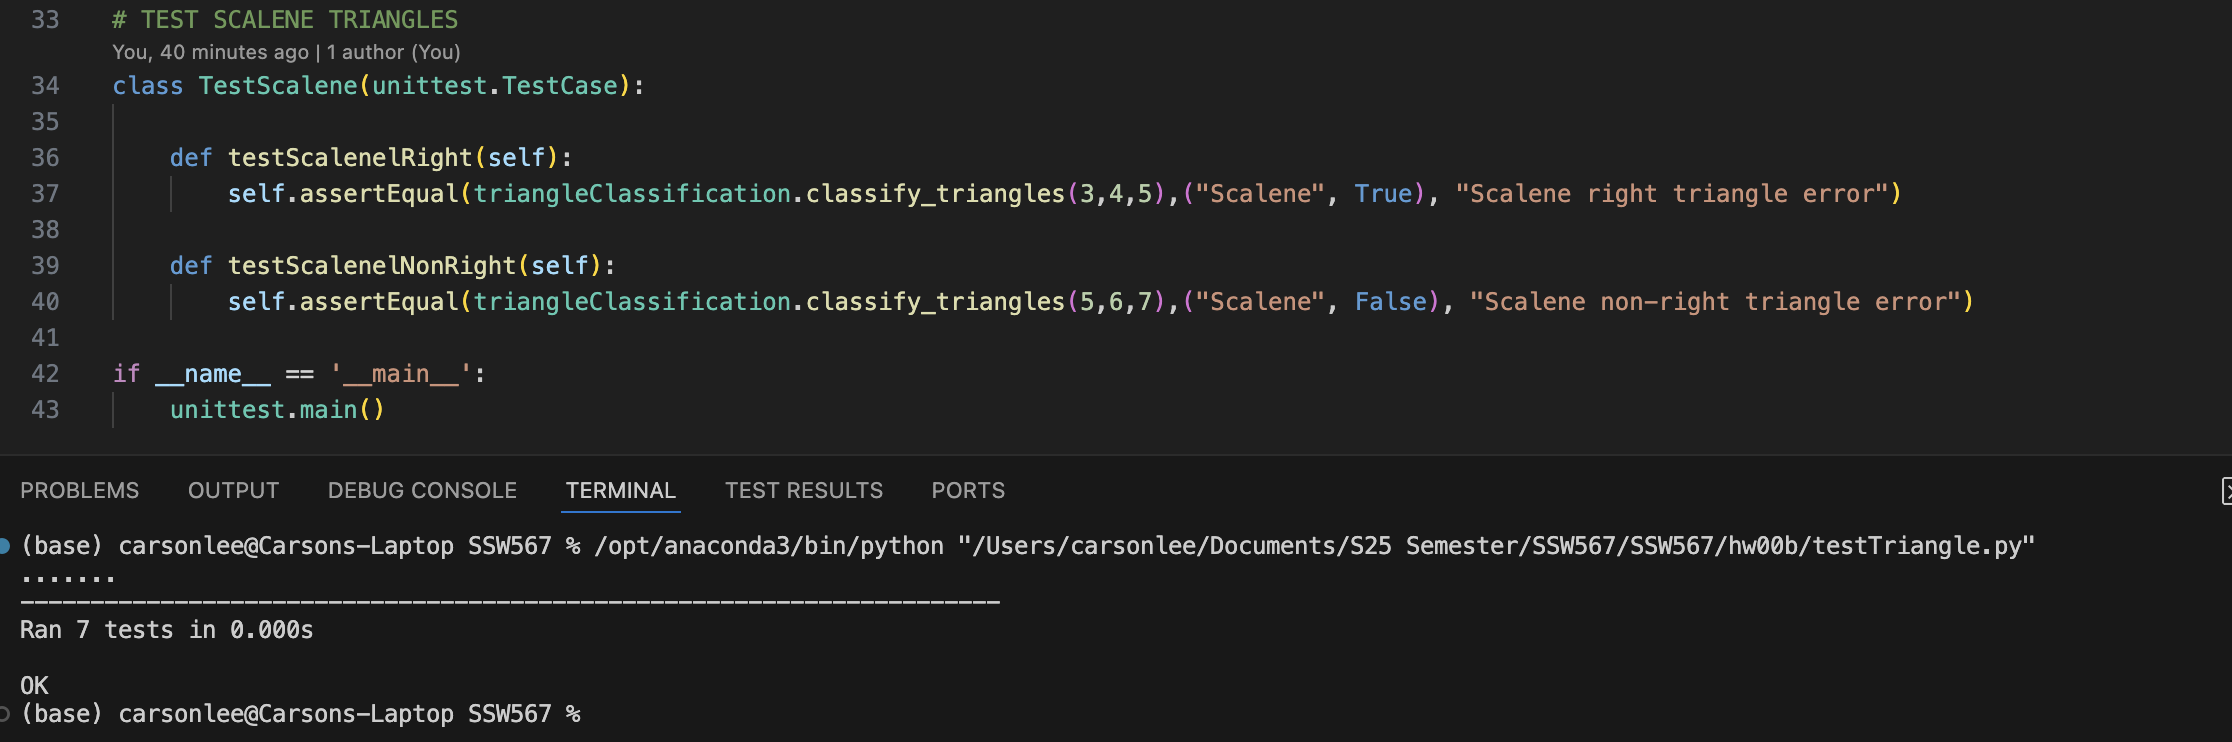 33 # TEST SCALENE TRIANGLES
You, 40 minutes ago | 1 author (You)
34 class TestScalene(unittest.TestCase):
35
36     def testScalenelRight(self):
37         self.assertEqual(triangleClassification.classify_triangles(3,4,5),("Scalene", True), "Scalene right triangle error")
38
39     def testScalenelNonRight(self):
40         self.assertEqual(triangleClassification.classify_triangles(5,6,7),("Scalene", False), "Scalene non-right triangle error")
41
42 if __name__ == '__main__':
43     unittest.main()
PROBLEMS OUTPUT DEBUG CONSOLE TERMINAL TEST RESULTS PORTS
(base) carsonlee@Carsons-Laptop SSW567 % /opt/anaconda3/bin/python "/Users/carsonlee/Documents/S25 Semester/SSW567/SSW567/hw00b/testTriangle.py"
.......
----------------------------------------------------------------------
Ran 7 tests in 0.000s
OK
(base) carsonlee@Carsons-Laptop SSW567 %